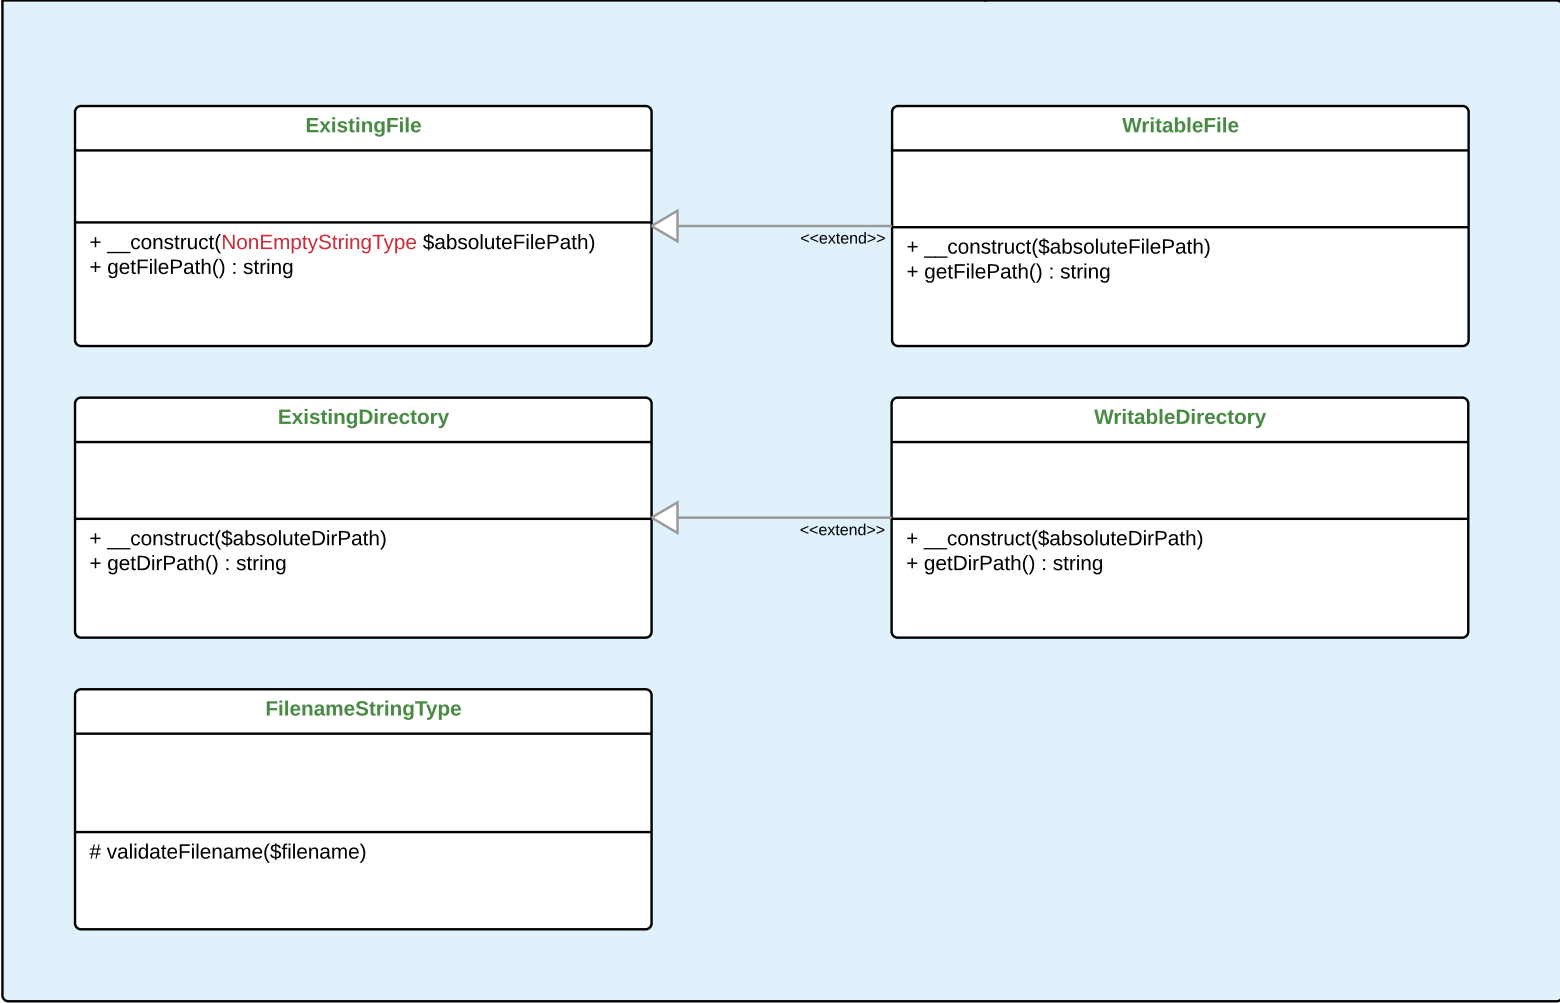 ExistingFile
+ __construct(NonEmptyStringType $absoluteFilePath)
+ getFilePath() : string
<<extend>>
WritableFile
+ __construct($absoluteFilePath)
+ getFilePath() : string
ExistingDirectory
+ __construct($absoluteDirPath)
+ getDirPath() : string
<<extend>>
WritableDirectory
+ __construct($absoluteDirPath)
+ getDirPath() : string
FilenameStringType
# validateFilename($filename)